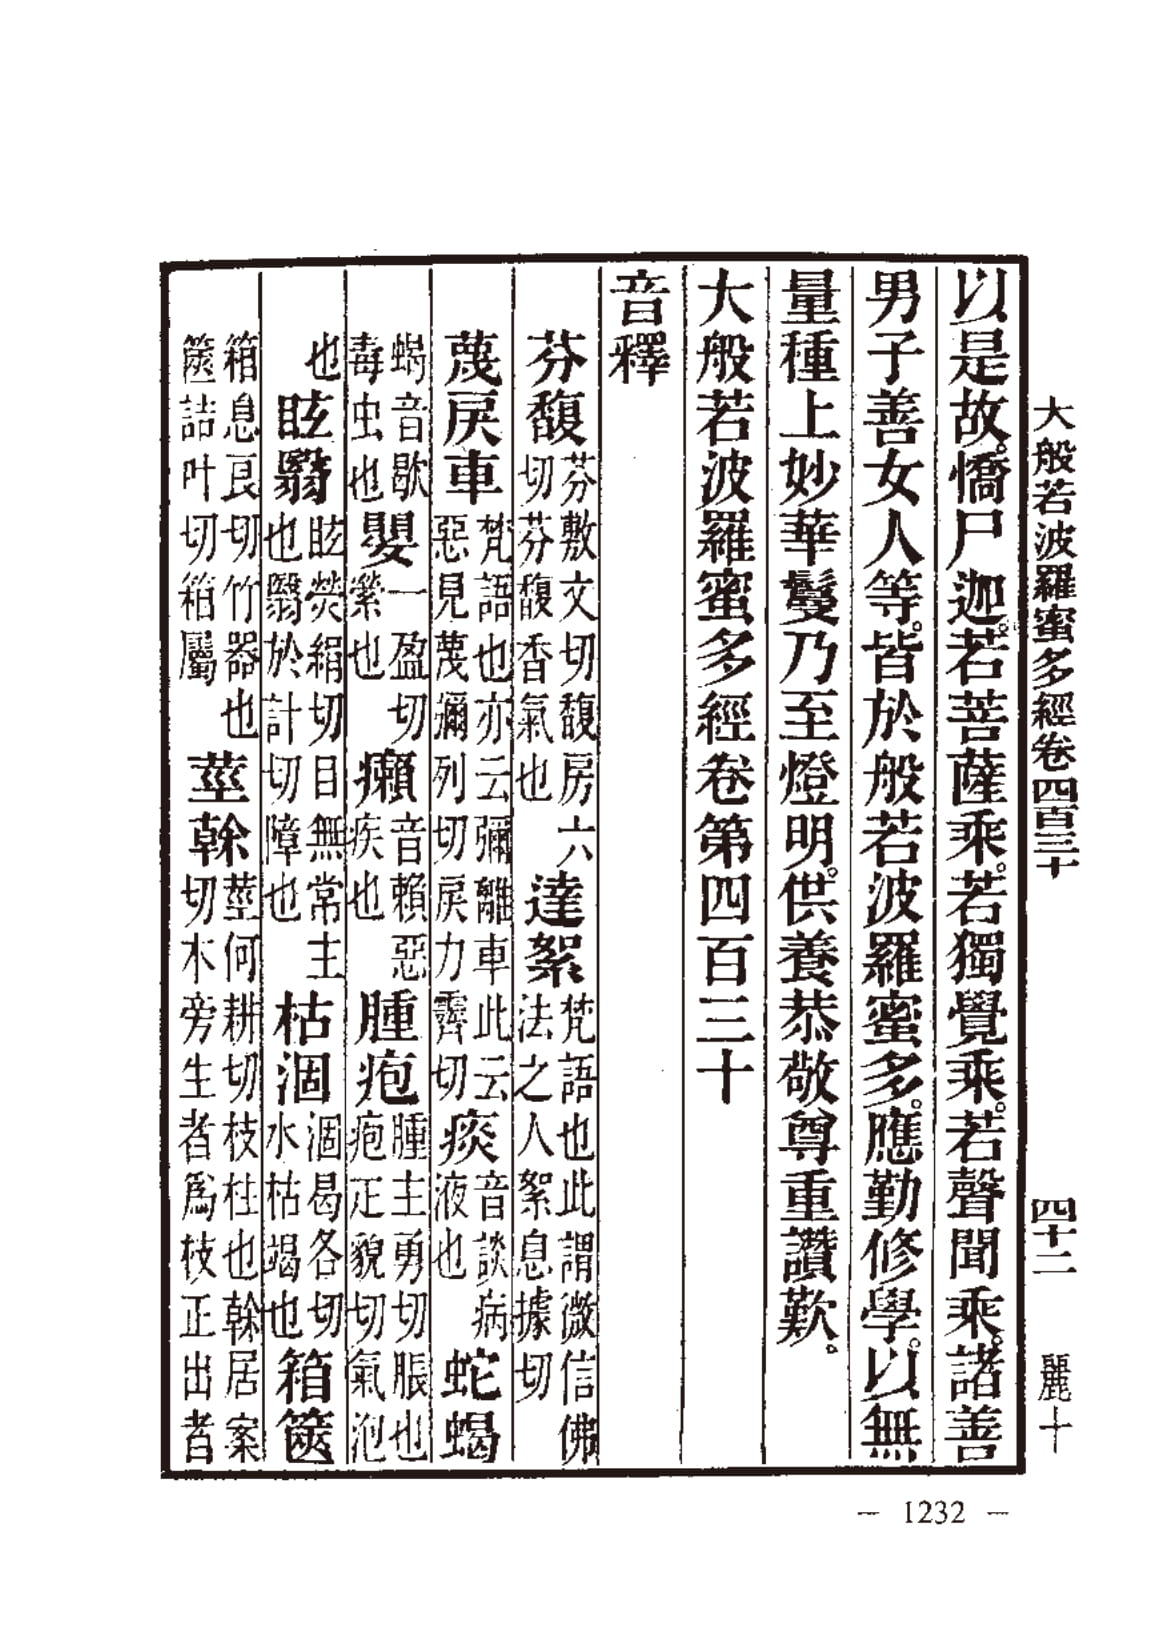 大般若波羅蜜多經卷四百三十　四十二　麗十
以是故。憍尸迦。若菩薩乘。若獨覺乘。若聲聞乘。諸善
男子善女人等。皆於般若波羅蜜多。應勤修學。以無
量種上妙華鬘乃至燈明。供養恭敬尊重讚歎。
大般若波羅蜜多經卷第四百三十
音釋
芬馥芬敷文切馥房六切芬馥香氣也　達絮梵語也此謂微信佛法之人絮息據切
蔑戾車梵語也亦云彌離車此云惡見蔑彌列切戾力霽切　痰音談病液也　蛇蝎
蝎音歇毒虫也　嬰一盈切縈也　癩音賴惡疾也　腫疱腫主勇切脹也疱疋貌切氣泡
也　眩翳眩熒絹切目無常主也翳於計切障也　枯涸涸曷各切水枯竭也　箱篋
箱息良切竹器也篋詰叶切箱屬　莖榦莖何耕切枝柱也榦居案切木旁生者爲枝正出者
— 1232 —